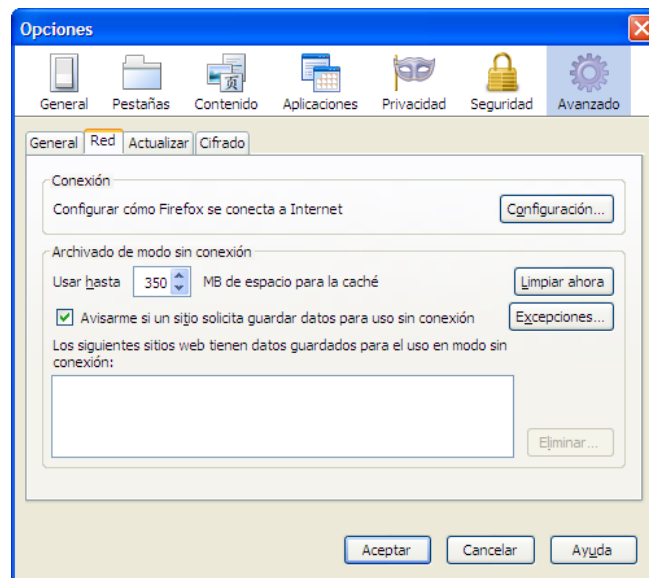 Opciones
General Pestañas Contenido Aplicaciones Privacidad Seguridad Avanzado
General Red Actualizar Cifrado
Conexión
Configurar cómo Firefox se conecta a Internet Configuración...
Archivado de modo sin conexión
Usar hasta 350 MB de espacio para la caché Limpiar ahora
Avisarme si un sitio solicita guardar datos para uso sin conexión Excepciones...
Los siguientes sitios web tienen datos guardados para el uso en modo sin
conexión:
Eliminar...
Aceptar Cancelar Ayuda